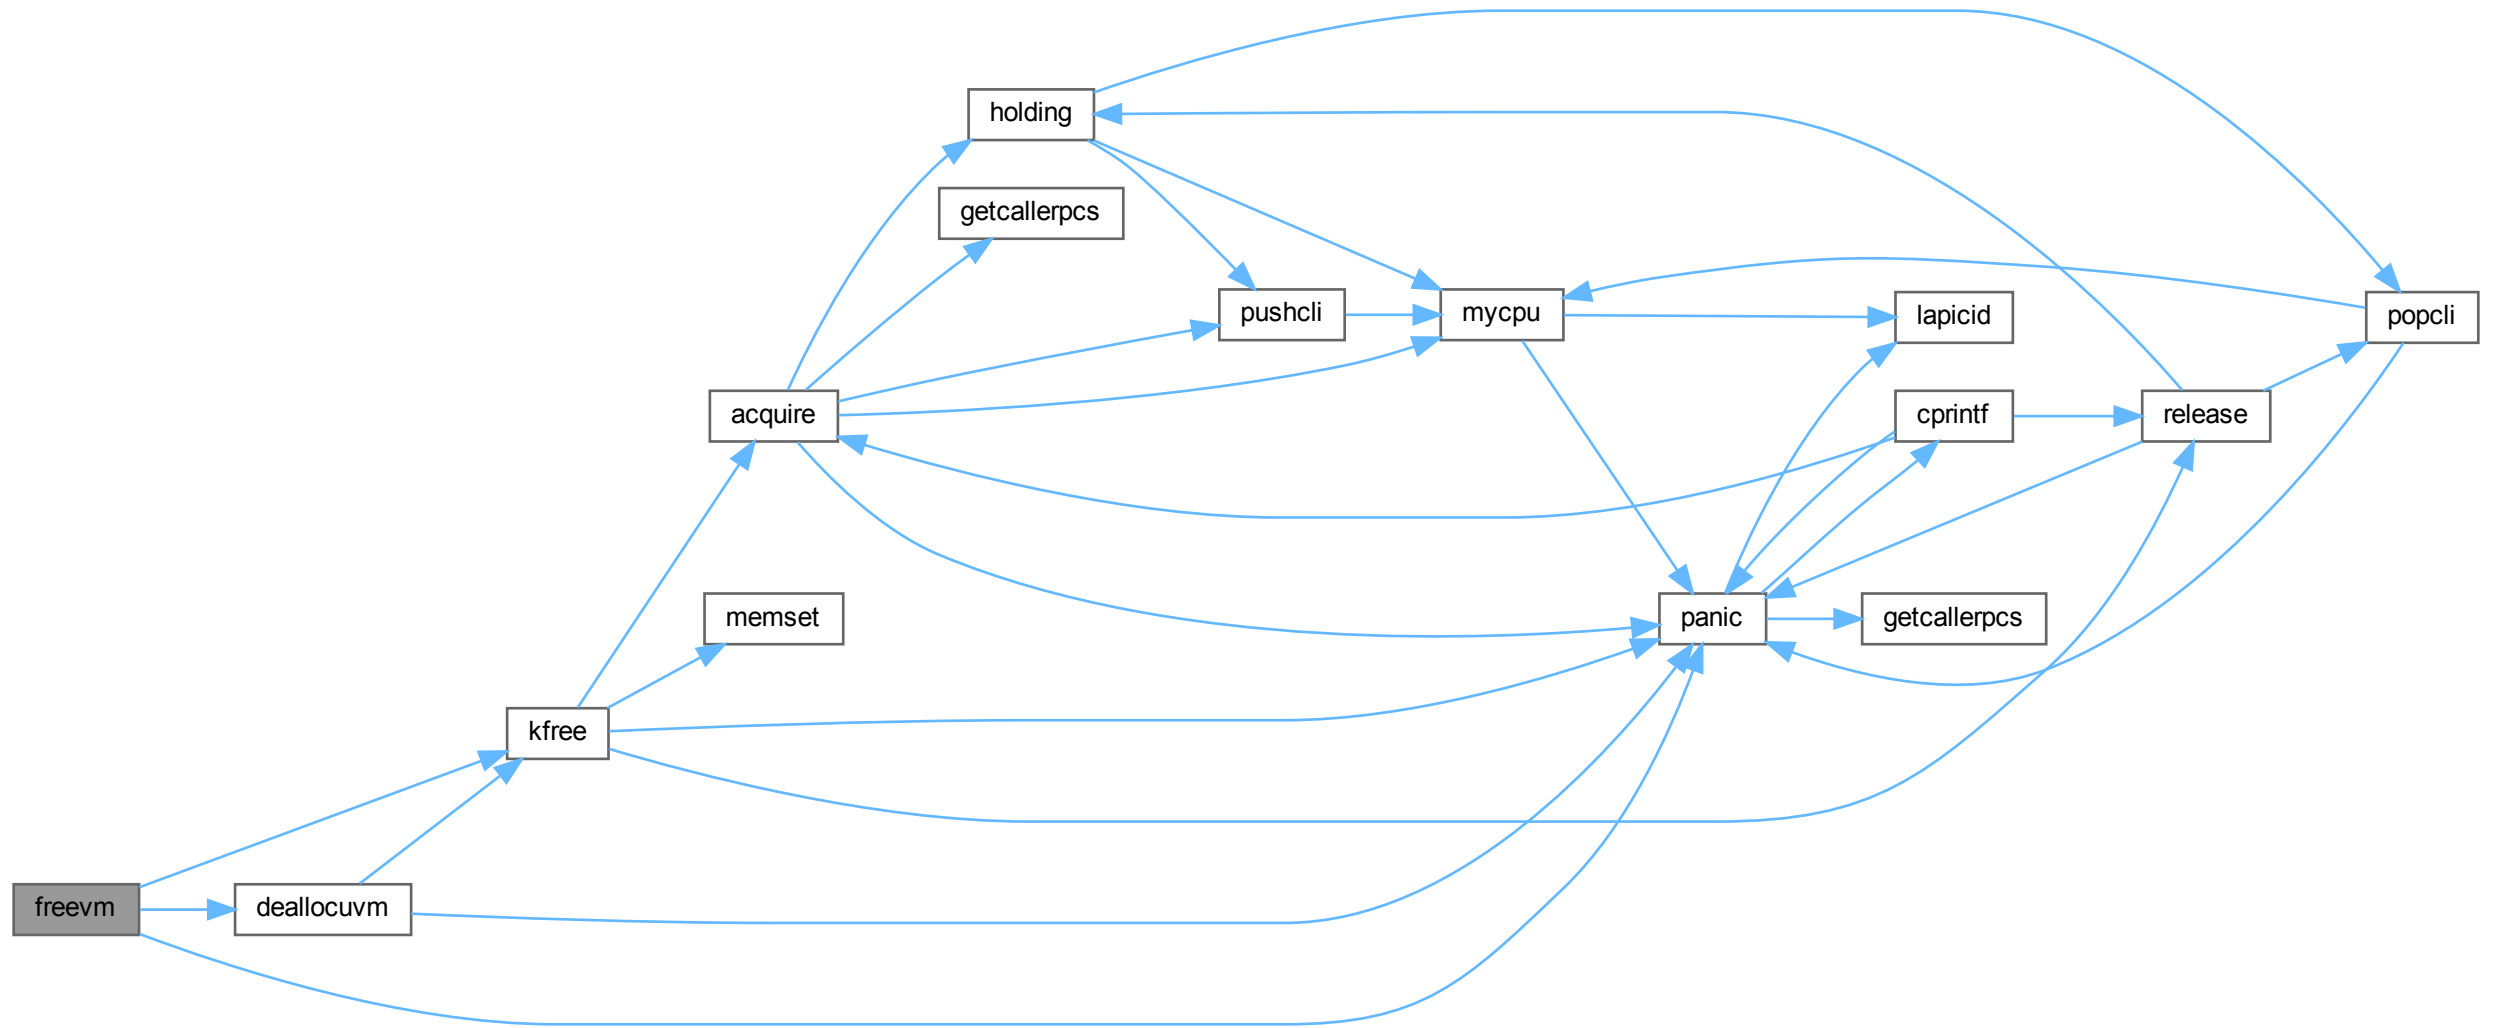 holding
getcallerpcs
pushcli
mycpu
lapicid
popcli
acquire
cprintf
release
memset
panic
getcallerpcs
kfree
freevm
deallocuvm